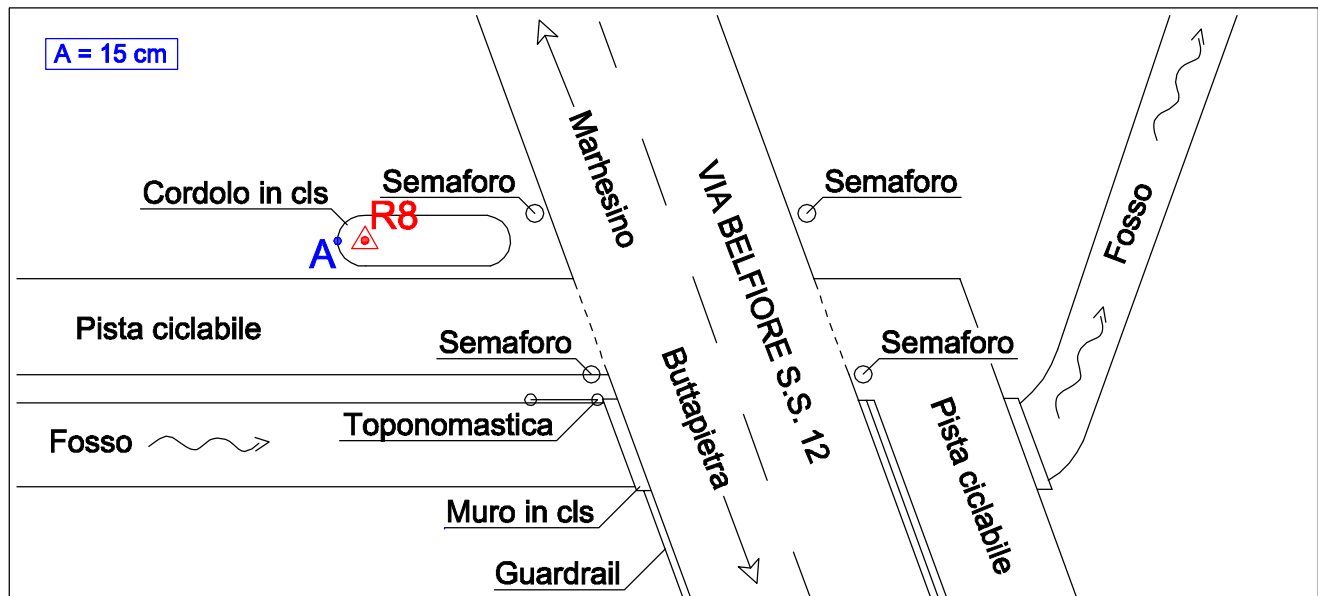 A = 15 cm
Marhesino
VIA BELFIORE S.S. 12
Semaforo
Semaforo
Cordolo in cls
R8
A
Fosso
Pista ciclabile
Semaforo
Semaforo
Buttapietra
Toponomastica
Pista ciclabile
Fosso
Muro in cls
Guardrail